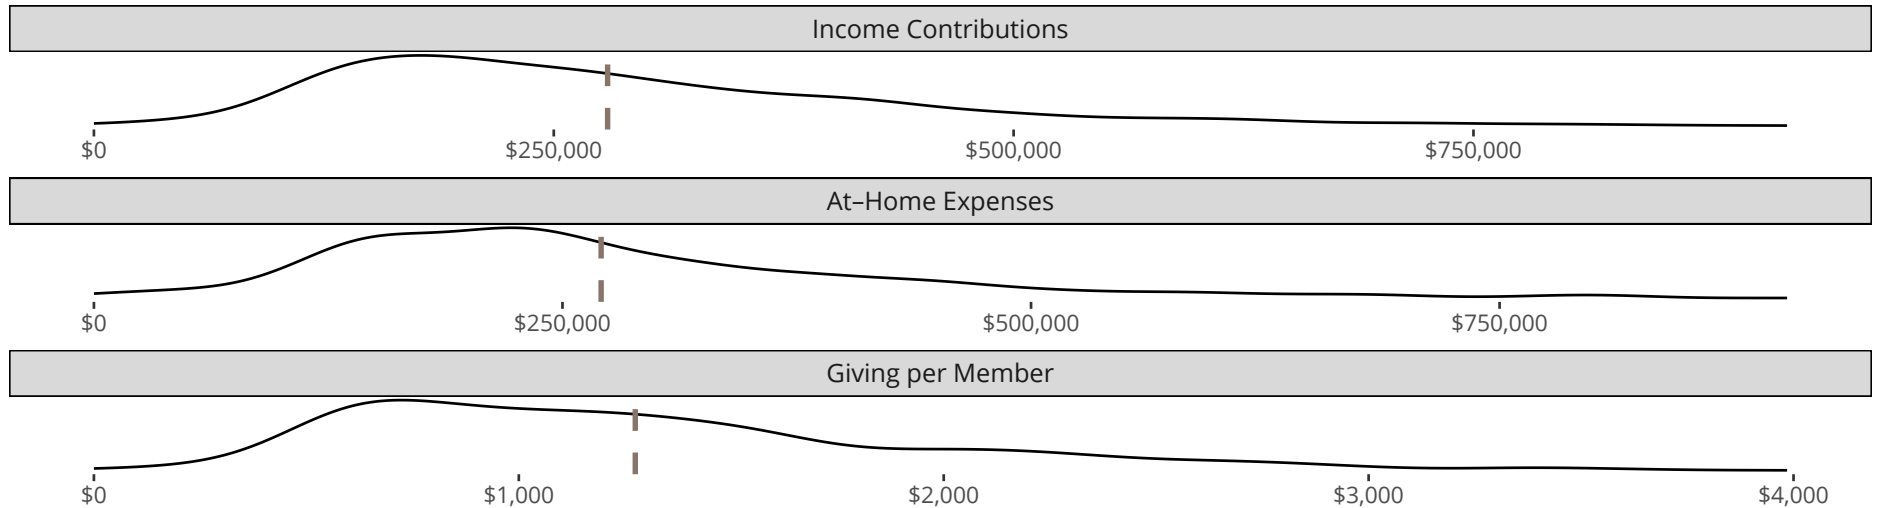 Income Contributions
$0 $250,000 $500,000 $750,000
At–Home Expenses
$0 $250,000 $500,000 $750,000
Giving per Member
$0 $1,000 $2,000 $3,000 $4,000